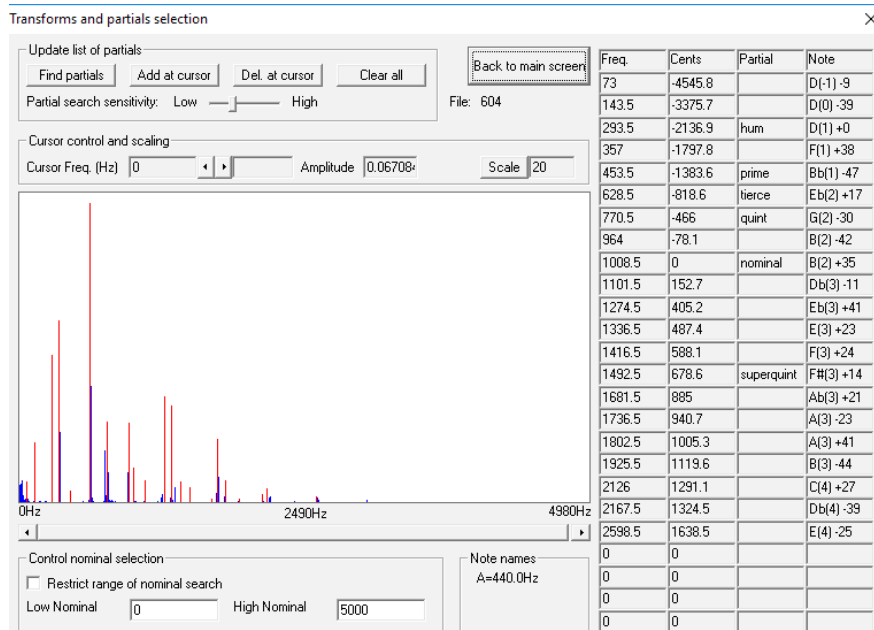 Transforms and partials selection
Update list of partials
Find partials Add at cursor Del. at cursor Clear all
Partial search sensitivity: Low High
Back to main screen
File: 604
Cursor control and scaling
Cursor Freq. (Hz) 0 Amplitude 0.06708 Scale 20
0Hz 2490Hz 4980Hz
Control nominal selection
Restrict range of nominal search
Low Nominal 0 High Nominal 5000
Note names
A=440.0Hz
Freq. Cents Partial Note
73 -4545.8 D(-1) -9
143.5 -3375.7 D(0) -39
293.5 -2136.9 hum D(1) +0
357 -1797.8 F(1) +38
453.5 -1383.6 prime Bb(1) -47
628.5 -818.6 tierce Eb(2) +17
770.5 -466 quint G(2) -30
964 -78.1 B(2) -42
1008.5 0 nominal B(2) +35
1101.5 152.7 Db(3) -11
1274.5 405.2 Eb(3) +41
1336.5 487.4 E(3) +23
1416.5 588.1 F(3) +24
1492.5 678.6 superquint F#(3) +14
1681.5 885 Ab(3) +21
1736.5 940.7 A(3) -23
1802.5 1005.3 A(3) +41
1925.5 1119.6 B(3) -44
2126 1291.1 C(4) +27
2167.5 1324.5 Db(4) -39
2598.5 1638.5 E(4) -25
0 0
0 0
0 0
0 0